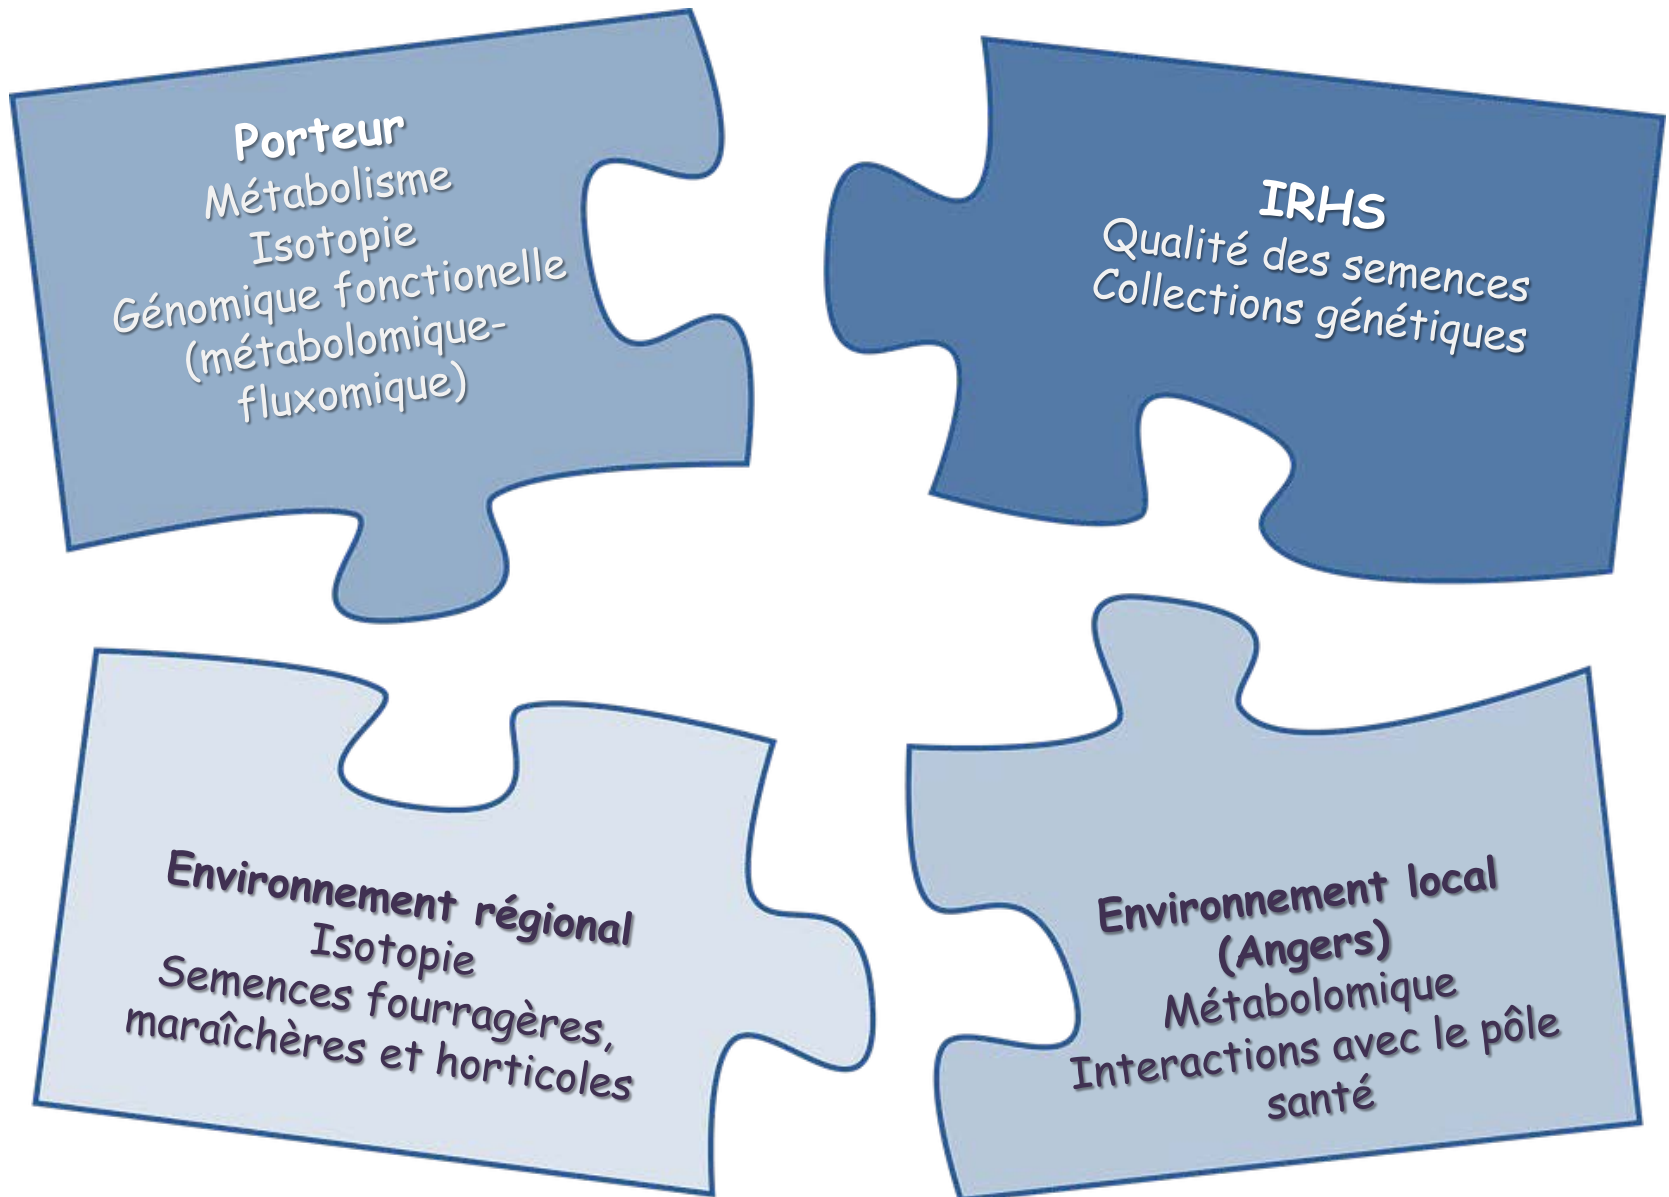 Porteur
Métabolisme
Isotopie
Génomique fonctionelle
(métabolomique-
fluxomique)
IRHS
Qualité des semences
Collections génétiques
Environnement régional
Isotopie
Semences fourragères,
maraîchères et horticoles
Environnement local
(Angers)
Métabolomique
Interactions avec le pôle
santé